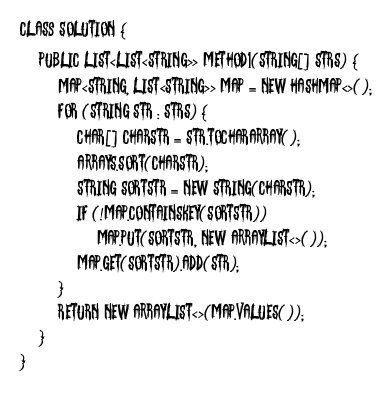 CLASS SOLUTION {
PUBLIC LIST<LIST<STRING>> METHOD1(STRING[] STRS) {
MAP<STRING, LIST<STRING>> MAP = NEW HASHMAP<>();
FOR (STRING STR : STRS) {
CHAR[] CHARSTR = STR.TOCHARARRAY();
ARRAYS.SORT(CHARSTR);
STRING SORTSTR = NEW STRING(CHARSTR);
IF (!MAP.CONTAINSKEY(SORTSTR))
MAP.PUT(SORTSTR, NEW ARRAYLIST<>());
MAP.GET(SORTSTR).ADD(STR);
}
RETURN NEW ARRAYLIST<>(MAP.VALUES());
}
}